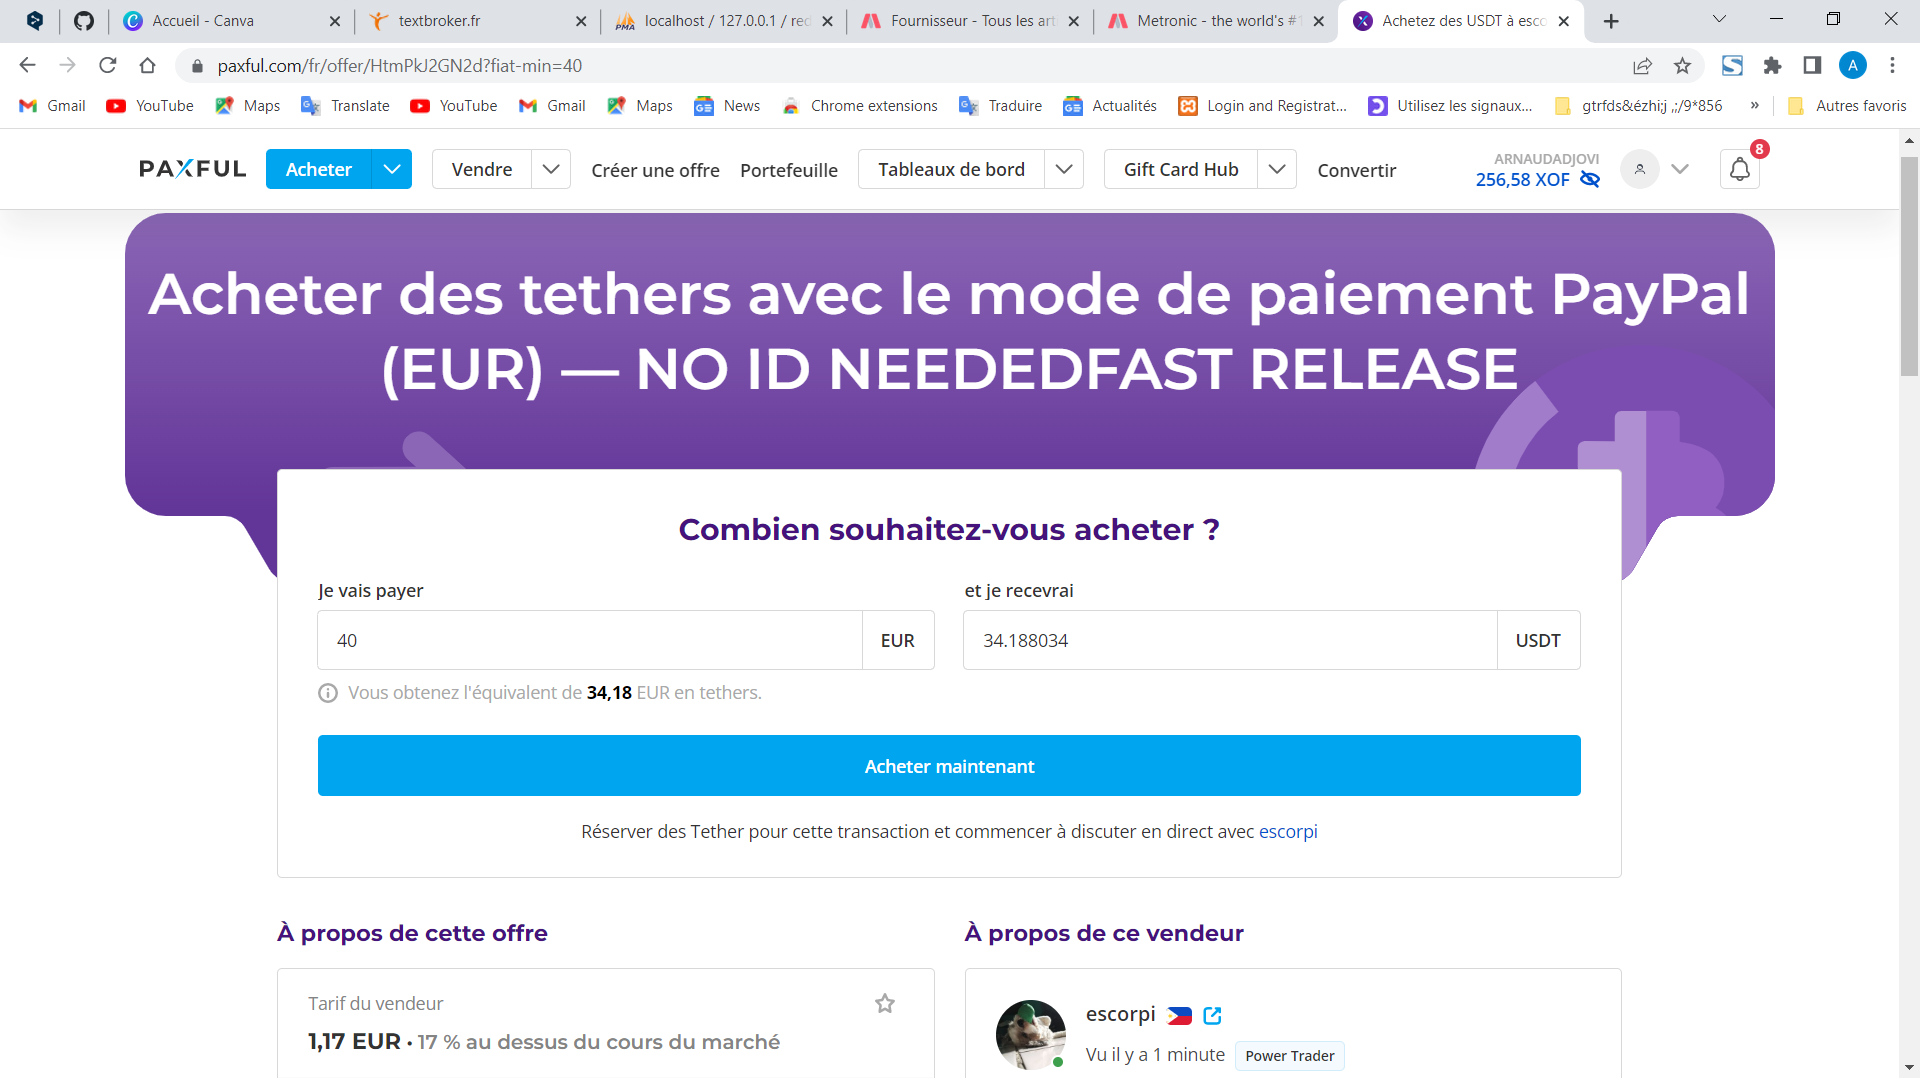 Accueil - Canva
textbroker.fr
localhost / 127.0.0.1 / red
Fournisseur - Tous les art
Metronic - the world's #1
Achetez des USDT à esco
paxful.com/fr/offer/HtmPkJ2GN2d?fiat-min=40
A
Gmail
YouTube
Maps
Translate
YouTube
Gmail
Maps
News
Chrome extensions
Traduire
Actualités
Login and Registrat...
Utilisez les signaux...
gtrfds&ézhi;j ,;/9*856
»
Autres favoris
PAXFUL
Acheter
Vendre
Créer une offre
Portefeuille
Tableaux de bord
Gift Card Hub
Convertir
ARNAUDADJOVI
256,58 XOF
8
Acheter des tethers avec le mode de paiement PayPal
(EUR) — NO ID NEEDEDFAST RELEASE
Combien souhaitez-vous acheter ?
Je vais payer
et je recevrai
40
EUR
34.188034
USDT
Vous obtenez l'équivalent de 34,18 EUR en tethers.
Acheter maintenant
Réserver des Tether pour cette transaction et commencer à discuter en direct avec escorpi
À propos de cette offre
À propos de ce vendeur
Tarif du vendeur
1,17 EUR · 17 % au dessus du cours du marché
escorpi
Vu il y a 1 minute
Power Trader